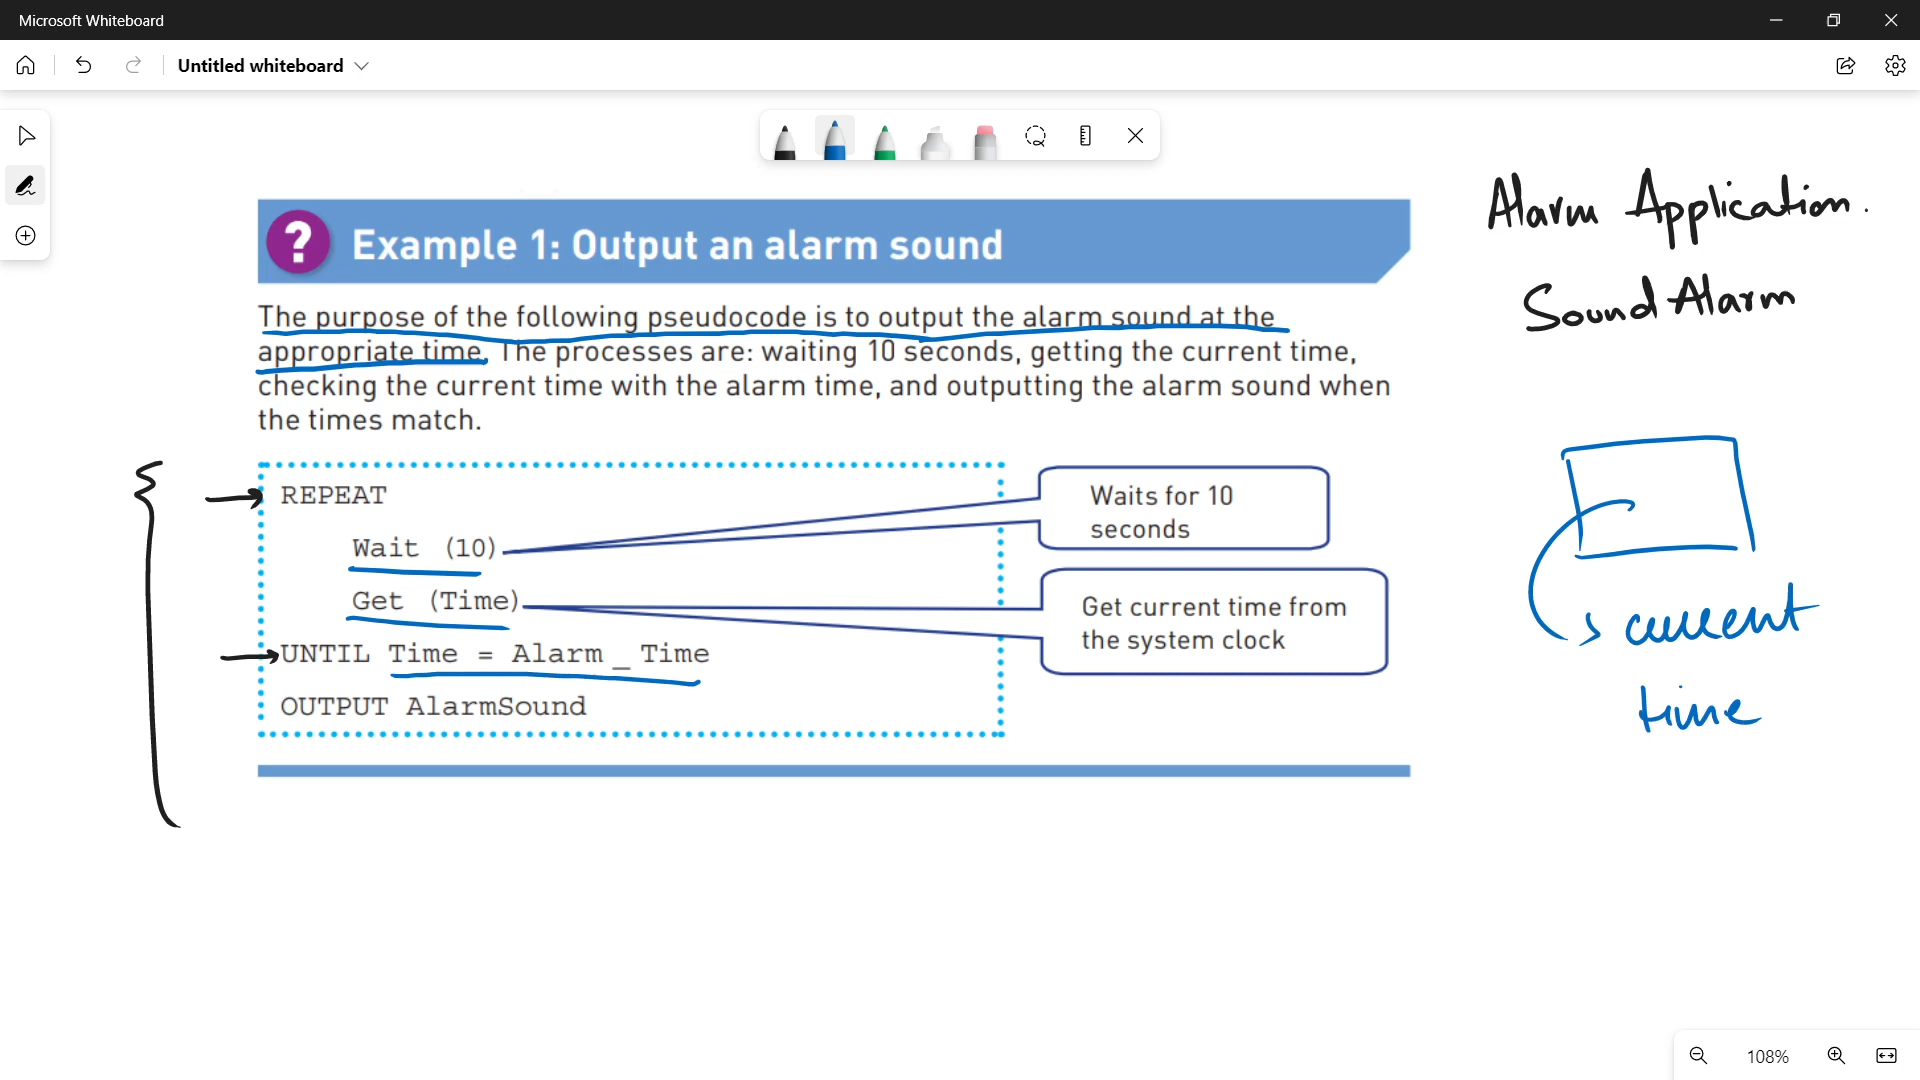 Microsoft Whiteboard
Untitled whiteboard
Alarm Application.
Sound Alarm
? Example 1: Output an alarm sound
The purpose of the following pseudocode is to output the alarm sound at the
appropriate time. The processes are: waiting 10 seconds, getting the current time,
checking the current time with the alarm time, and outputting the alarm sound when
the times match.
REPEAT
Wait (10)
Get (Time)
UNTIL Time = Alarm _ Time
OUTPUT AlarmSound
Waits for 10
seconds
Get current time from
the system clock
current
time
108%